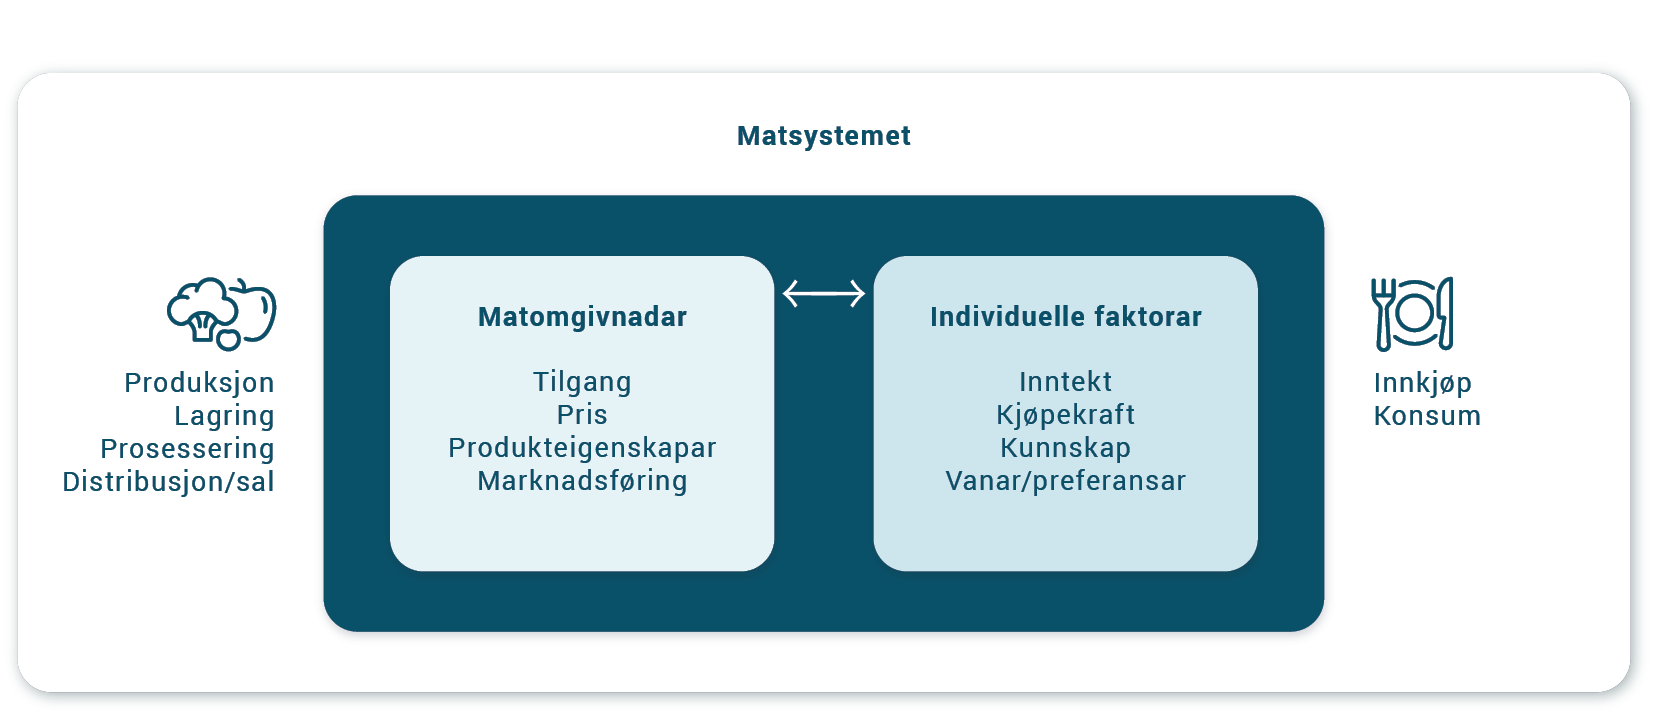 Matsystemet
Produksjon
Lagring
Prosessering
Distribusjon/sal
Matomgivnadar
Tilgang
Pris
Produkteigenskapar
Marknadsføring
Individuelle faktorar
Inntekt
Kjøpekraft
Kunnskap
Vanar/preferansar
Innkjøp
Konsum